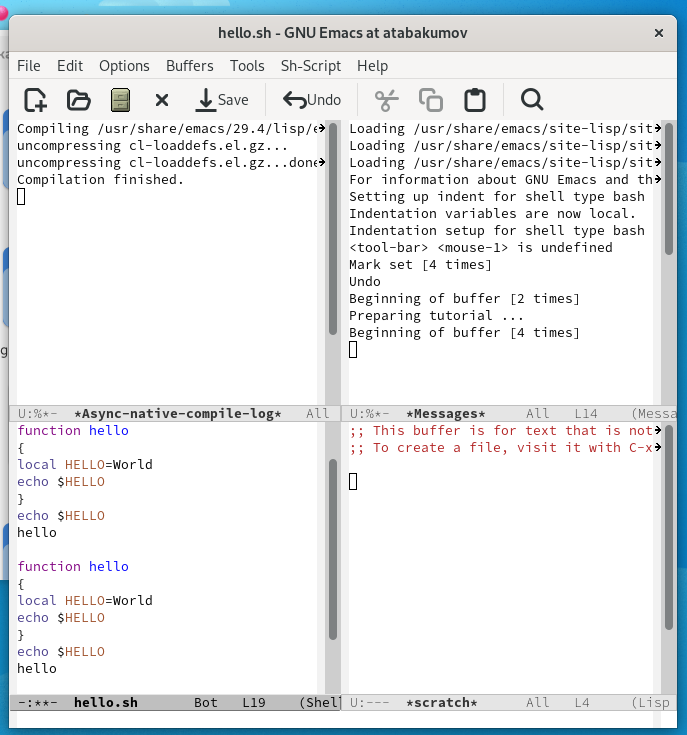 hello.sh - GNU Emacs at atabakumov
File Edit Options Buffers Tools Sh-Script Help
Save Undo
Compiling /usr/share/emacs/29.4/lisp/
uncompressing cl-loaddefs.el.gz...
uncompressing cl-loaddefs.el.gz...done
Compilation finished.
U:%*- *Async-native-compile-log* All
Loading /usr/share/emacs/site-lisp/sit
Loading /usr/share/emacs/site-lisp/sit
Loading /usr/share/emacs/site-lisp/sit
For information about GNU Emacs and th
Setting up indent for shell type bash
Indentation variables are now local.
Indentation setup for shell type bash
<tool-bar> <mouse-1> is undefined
Mark set [4 times]
Undo
Beginning of buffer [2 times]
Preparing tutorial ...
Beginning of buffer [4 times]
U:%*- *Messages* All L14 (Messa
function hello
{
local HELLO=World
echo $HELLO
}
echo $HELLO
hello
function hello
{
local HELLO=World
echo $HELLO
}
echo $HELLO
hello
-:**- hello.sh Bot L19 (Shel
;; This buffer is for text that is not
;; To create a file, visit it with C-x
U:--- *scratch* All L4 (Lisp